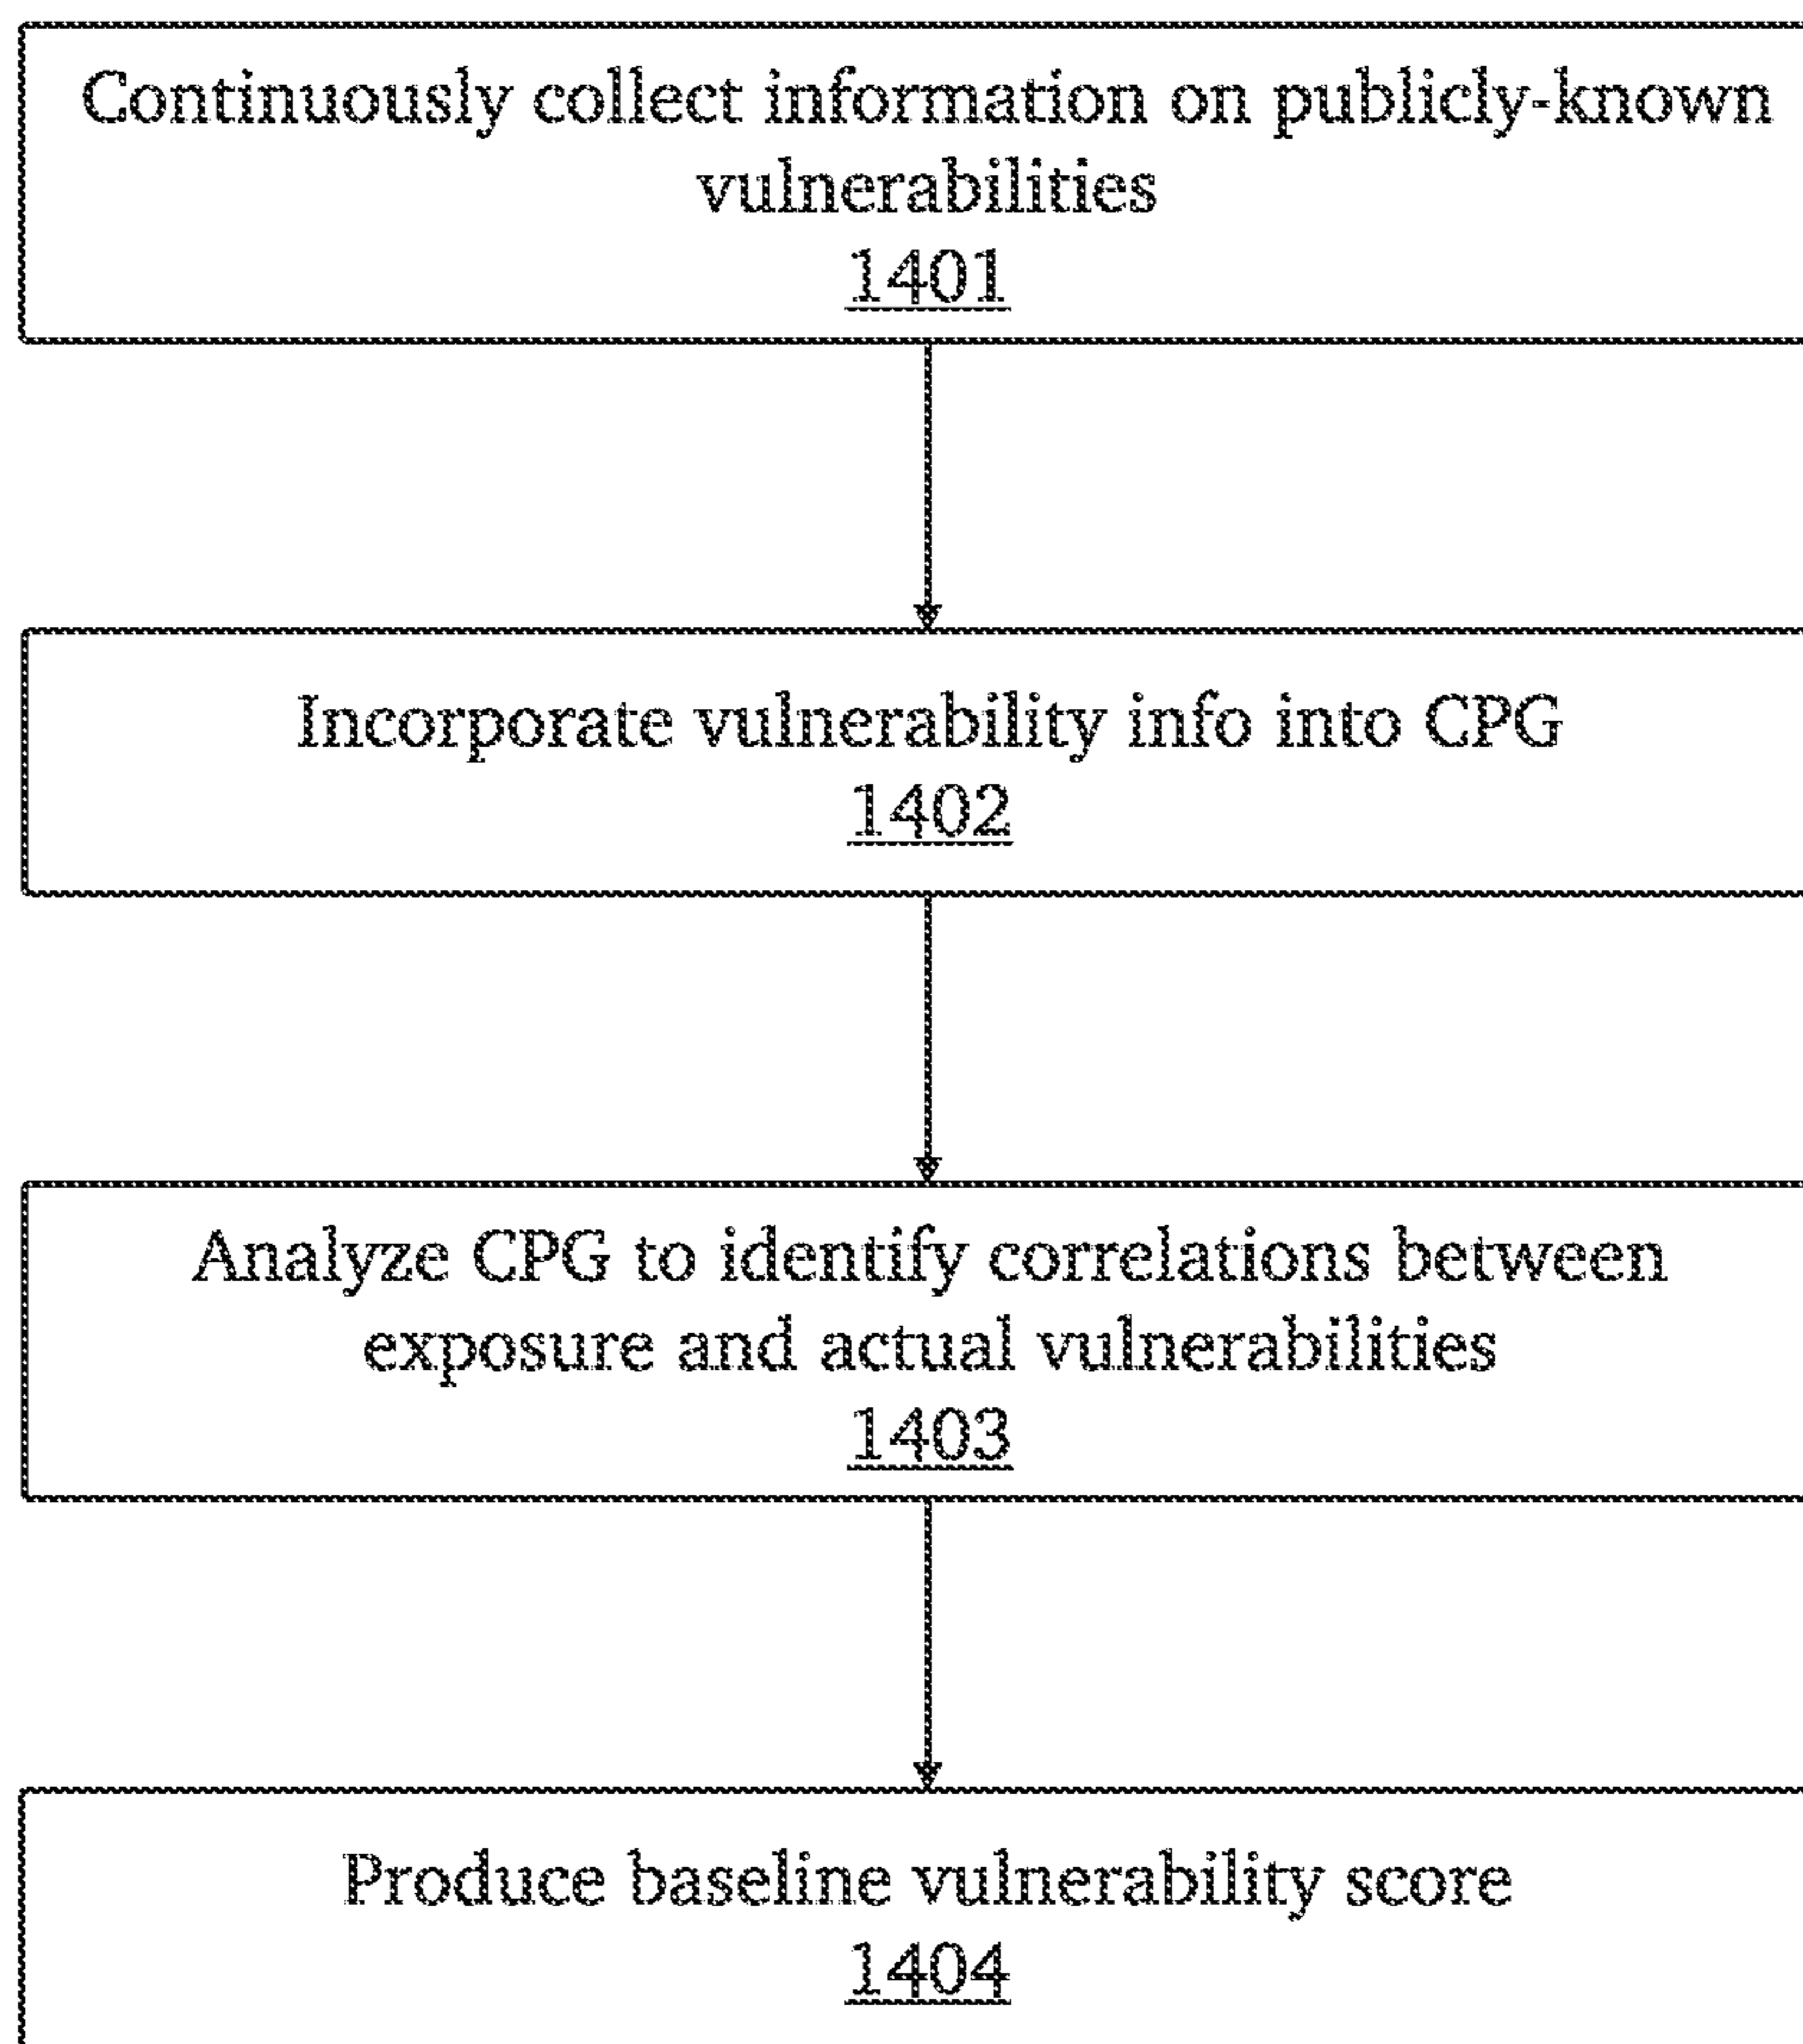 Continuously collect information on publicly-known
vulnerabilities
1401
Incorporate vulnerability info into CPG
1402
Analyze CPG to identify correlations between
exposure and actual vulnerabilities
1403
Produce baseline vulnerability score
1404